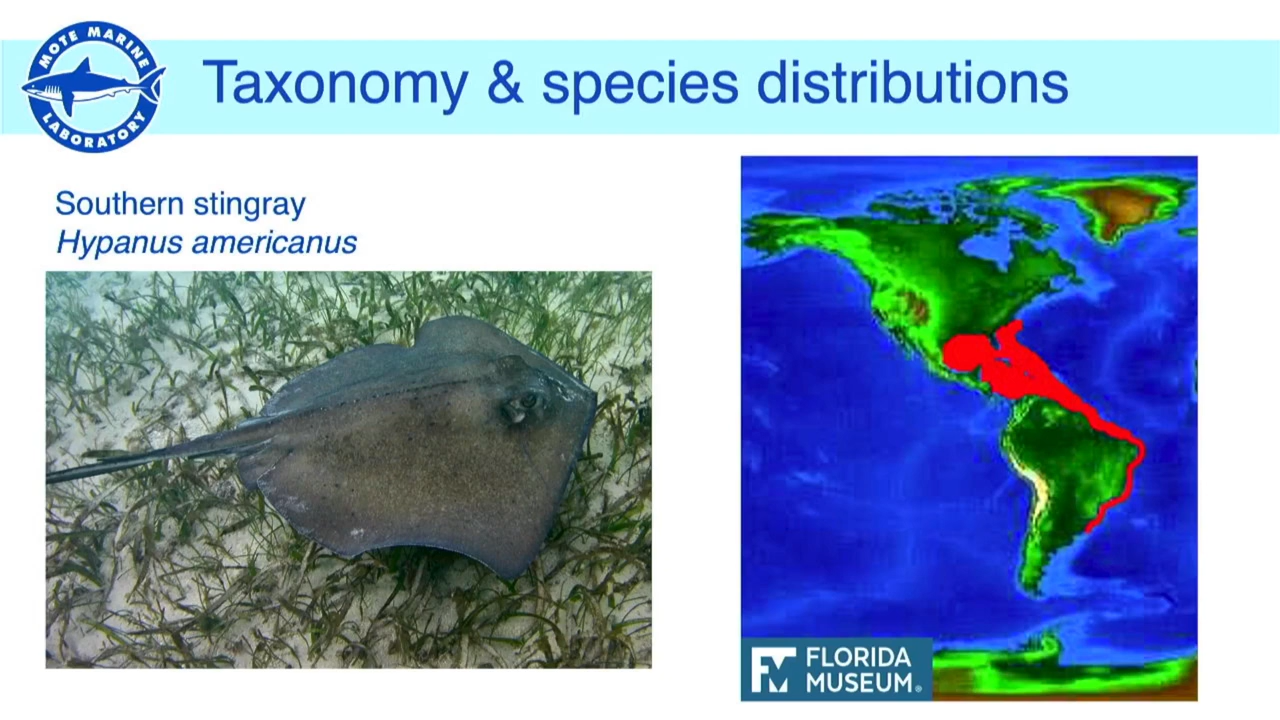 MOTE MARINE
LABORATORY
Taxonomy & species distributions
Southern stingray
Hypanus americanus
FLORIDA
MUSEUM®